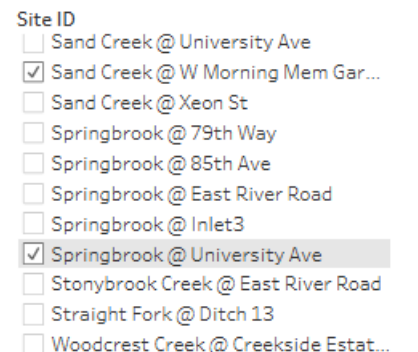 Site ID
Sand Creek @ University Ave
Sand Creek @ W Morning Mem Gar...
Sand Creek @ Xeon St
Springbrook @ 79th Way
Springbrook @ 85th Ave
Springbrook @ East River Road
Springbrook @ Inlet3
Springbrook @ University Ave
Stonybrook Creek @ East River Road
Straight Fork @ Ditch 13
Woodcrest Creek @ Creekside Estat...